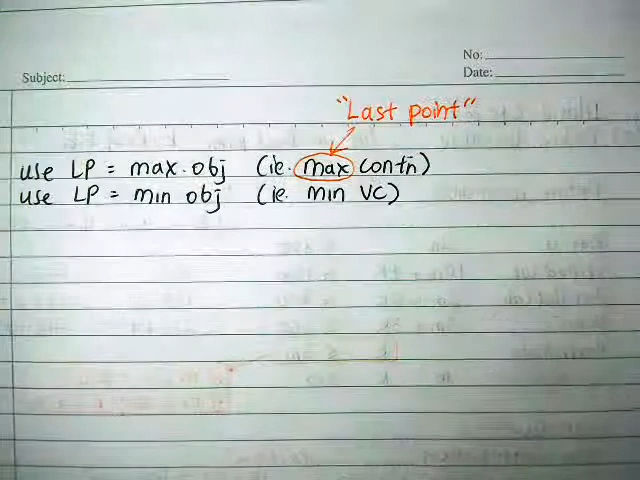 No:
Subject:
Date:
"Last point"
use LP = max. obj (ie. max contn)
use LP = min obj (ie. min VC)